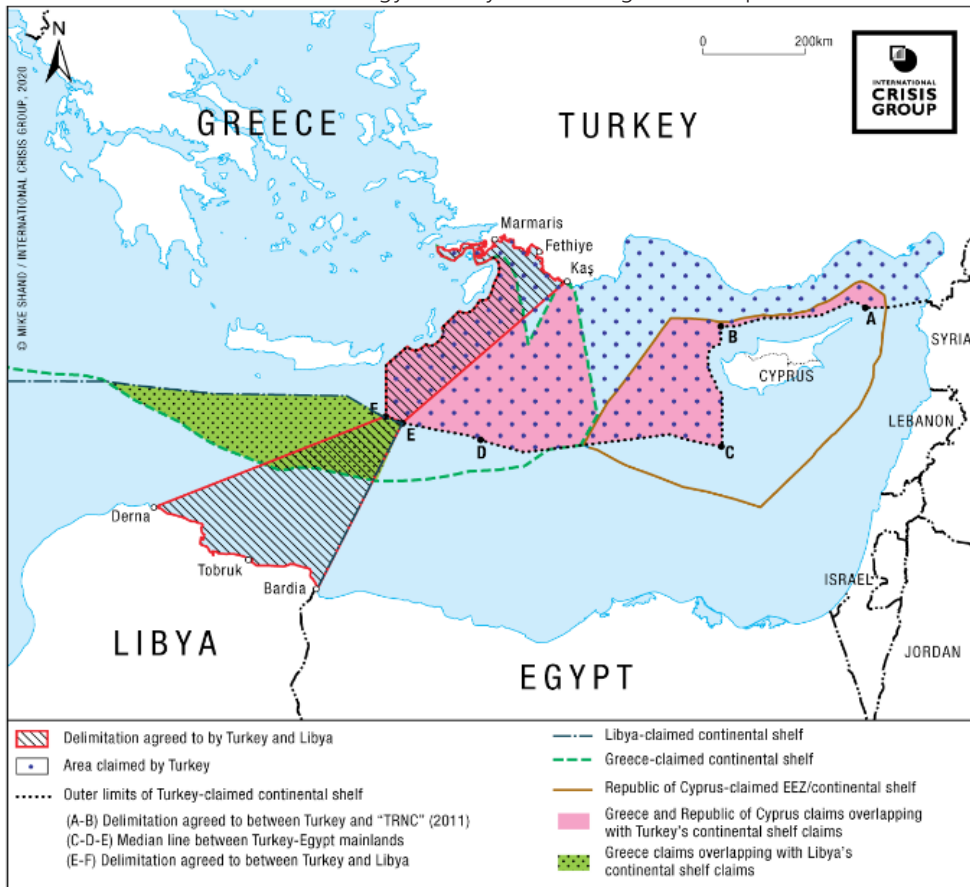 N
0 200km
INTERNATIONAL
CRISIS
GROUP
© MIKE SHAND / INTERNATIONAL CRISIS GROUP, 2020
GREECE
TURKEY
Marmaris
Fethiye
Kaş
A
B
SYRIA
CYPRUS
LEBANON
F
E
D
C
Derna
Tobruk
Bardia
ISRAEL
LIBYA
JORDAN
EGYPT
Delimitation agreed to by Turkey and Libya
Area claimed by Turkey
Outer limits of Turkey-claimed continental shelf
(A-B) Delimitation agreed to between Turkey and “TRNC” (2011)
(C-D-E) Median line between Turkey-Egypt mainlands
(E-F) Delimitation agreed to between Turkey and Libya
Libya-claimed continental shelf
Greece-claimed continental shelf
Republic of Cyprus-claimed EEZ/continental shelf
Greece and Republic of Cyprus claims overlapping
with Turkey's continental shelf claims
Greece claims overlapping with Libya's
continental shelf claims